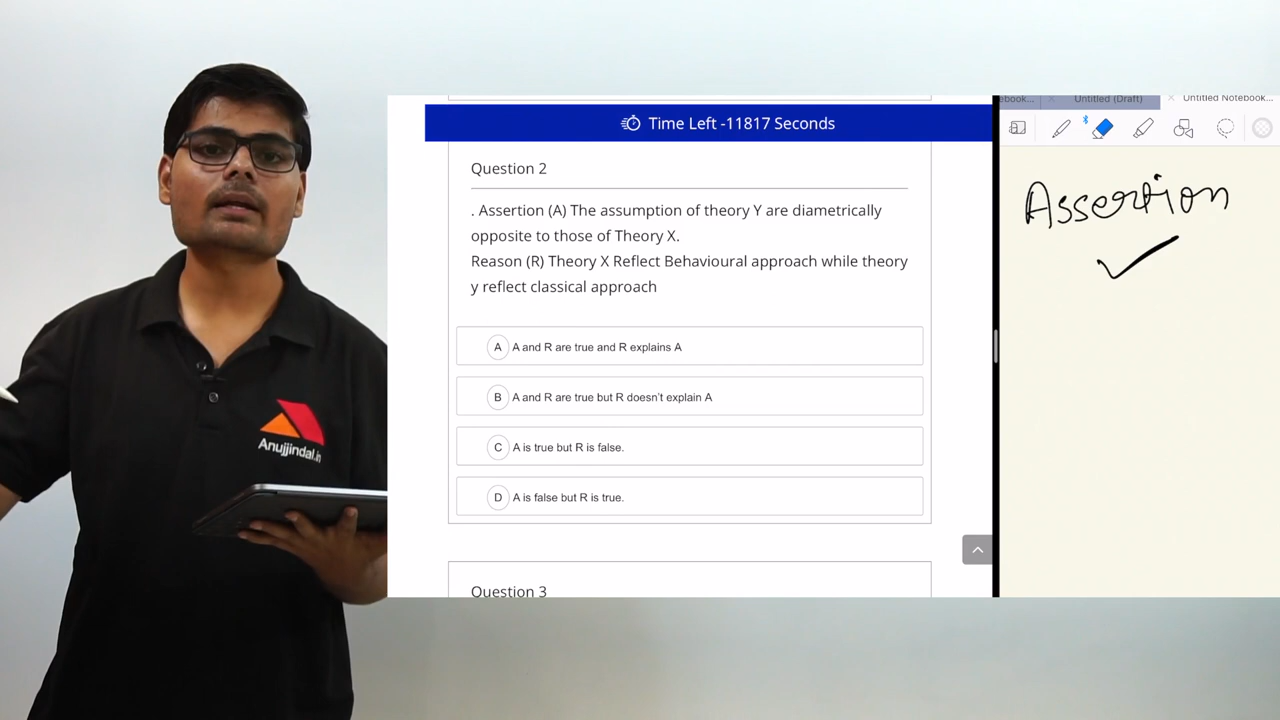 Time Left -11817 Seconds
Question 2
. Assertion (A) The assumption of theory Y are diametrically
opposite to those of Theory X.
Reason (R) Theory X Reflect Behavioural approach while theory
y reflect classical approach
A A and R are true and R explains A
B A and R are true but R doesn't explain A
C A is true but R is false.
D A is false but R is true.
Question 3
ebook...
Untitled (Draft)
Untitled Notebook...
Assertion
Anujjindal.in